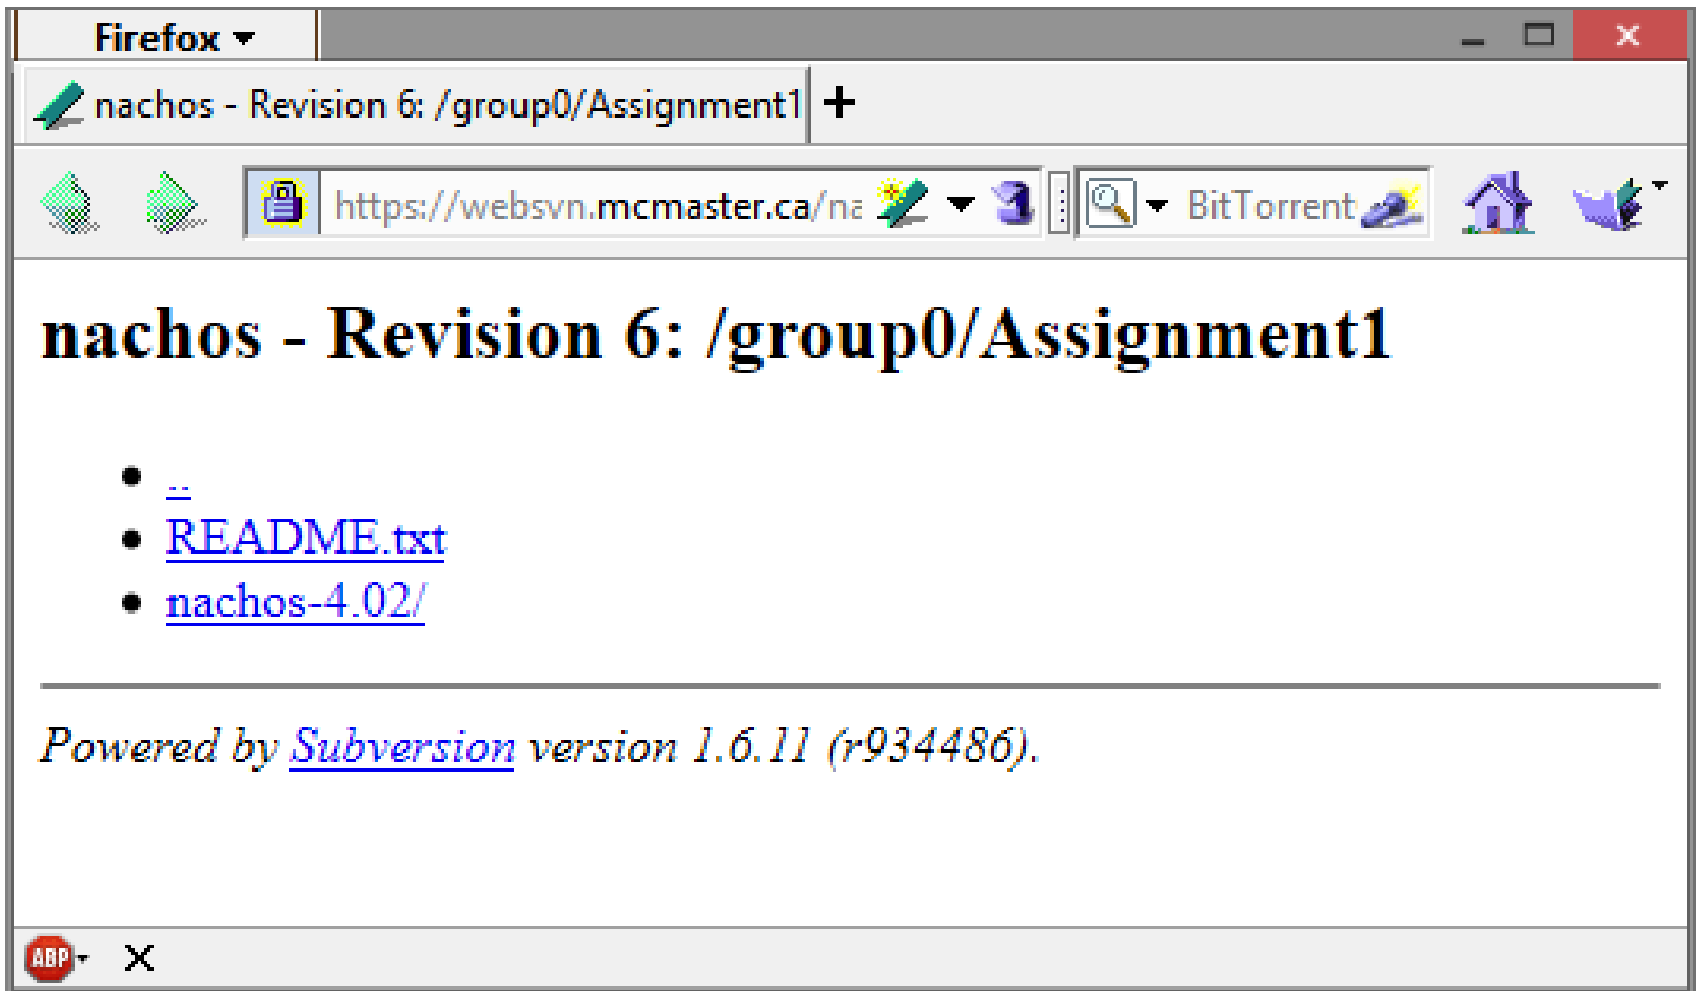 Firefox
nachos - Revision 6: /group0/Assignment1
https://websvn.mcmaster.ca/na
BitTorrent
nachos - Revision 6: /group0/Assignment1
..
README.txt
nachos-4.02/
Powered by Subversion version 1.6.11 (r934486).
ABP